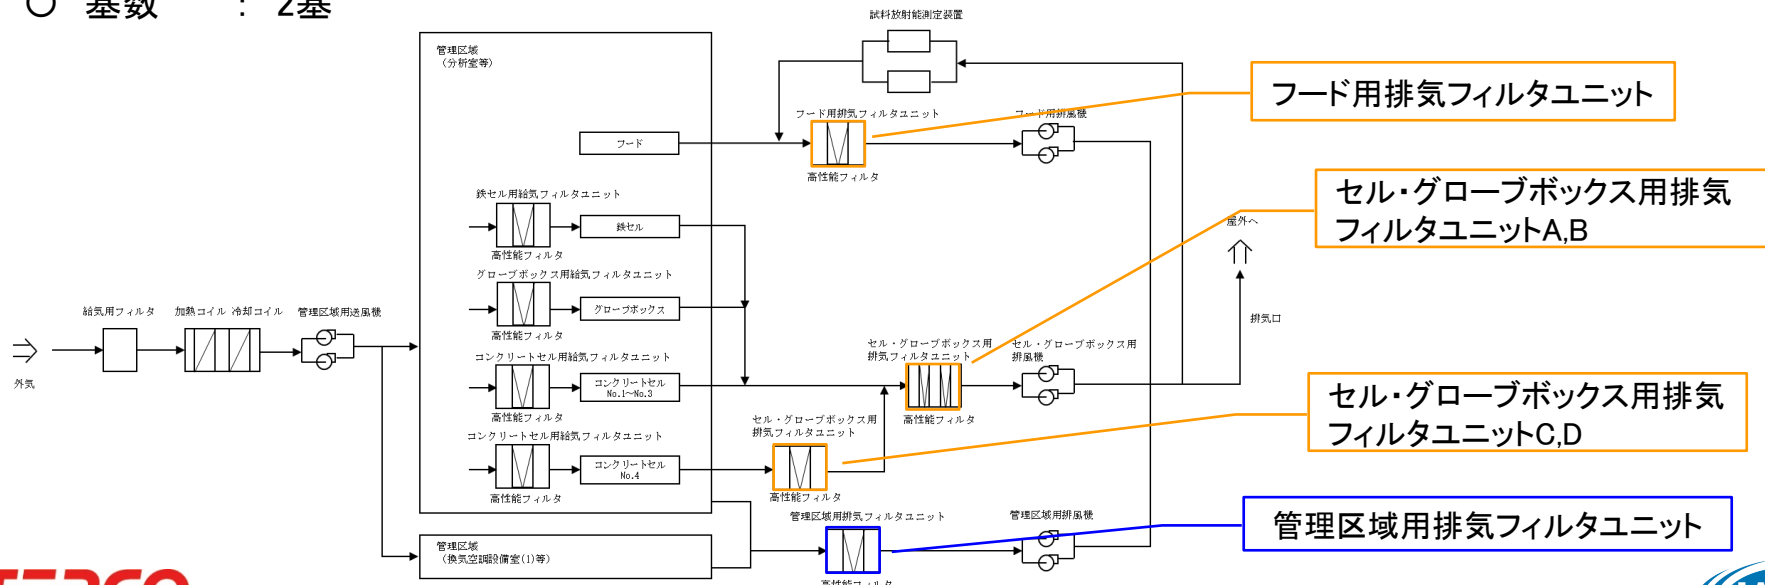 ○ 基数 : 2基
試料放射能測定装置
管理区域
(分析室等)
フード用排気フィルタユニット
フード用排気フィルタユニット
フード用排風機
フード
高性能フィルタ
セル・グローブボックス用排気
フィルタユニットA,B
鉄セル用給気フィルタユニット
鉄セル
高性能フィルタ
屋外へ
グローブボックス用給気フィルタユニット
グローブボックス
高性能フィルタ
排気口
給気用フィルタ
加熱コイル 冷却コイル
管理区域用送風機
外気
コンクリートセル用給気フィルタユニット
コンクリートセル
No.1~No.3
高性能フィルタ
セル・グローブボックス用
排気フィルタユニット
セル・グローブボックス用
排風機
高性能フィルタ
セル・グローブボックス用排気
フィルタユニットC,D
セル・グローブボックス用
排気フィルタユニット
コンクリートセル用給気フィルタユニット
コンクリートセル
No.4
高性能フィルタ
高性能フィルタ
管理区域用排気フィルタユニット
管理区域用排風機
管理区域用排気フィルタユニット
管理区域
(換気空調設備室(1)等)
高性能フィルタ
TEPCO